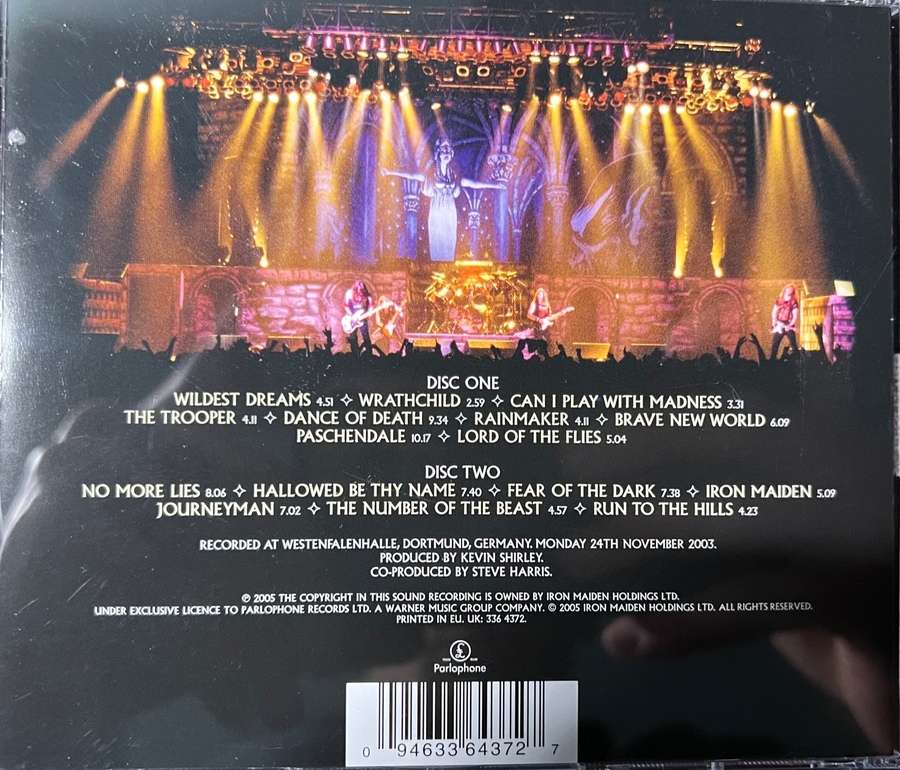 DISC ONE
WILDEST DREAMS 4.51 ✧ WRATHCHILD 2.59 ✧ CAN I PLAY WITH MADNESS 3.31
THE TROOPER 4.11 ✧ DANCE OF DEATH 9.34 ✧ RAINMAKER 4.11 ✧ BRAVE NEW WORLD 6.09
PASCHENDALE 10.17 ✧ LORD OF THE FLIES 5.04
DISC TWO
NO MORE LIES 8.06 ✧ HALLOWED BE THY NAME 7.40 ✧ FEAR OF THE DARK 7.38 ✧ IRON MAIDEN 5.09
JOURNEYMAN 7.02 ✧ THE NUMBER OF THE BEAST 4.57 ✧ RUN TO THE HILLS 4.23
RECORDED AT WESTENFALENHALLE, DORTMUND, GERMANY. MONDAY 24TH NOVEMBER 2003.
PRODUCED BY KEVIN SHIRLEY.
CO-PRODUCED BY STEVE HARRIS.
℗ 2005 THE COPYRIGHT IN THIS SOUND RECORDING IS OWNED BY IRON MAIDEN HOLDINGS LTD.
UNDER EXCLUSIVE LICENCE TO PARLOPHONE RECORDS LTD. A WARNER MUSIC GROUP COMPANY. © 2005 IRON MAIDEN HOLDINGS LTD. ALL RIGHTS RESERVED.
PRINTED IN EU. UK: 336 4372.
£
Parlophone
0 94633 64372 7